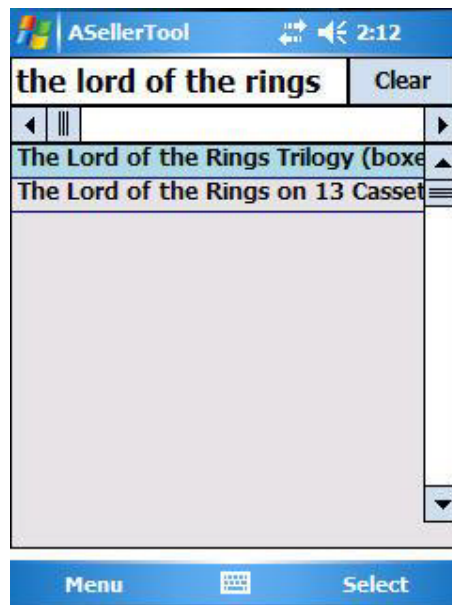 ASellerTool 2:12
the lord of the rings Clear
The Lord of the Rings Trilogy (boxe
The Lord of the Rings on 13 Casset
Menu Select